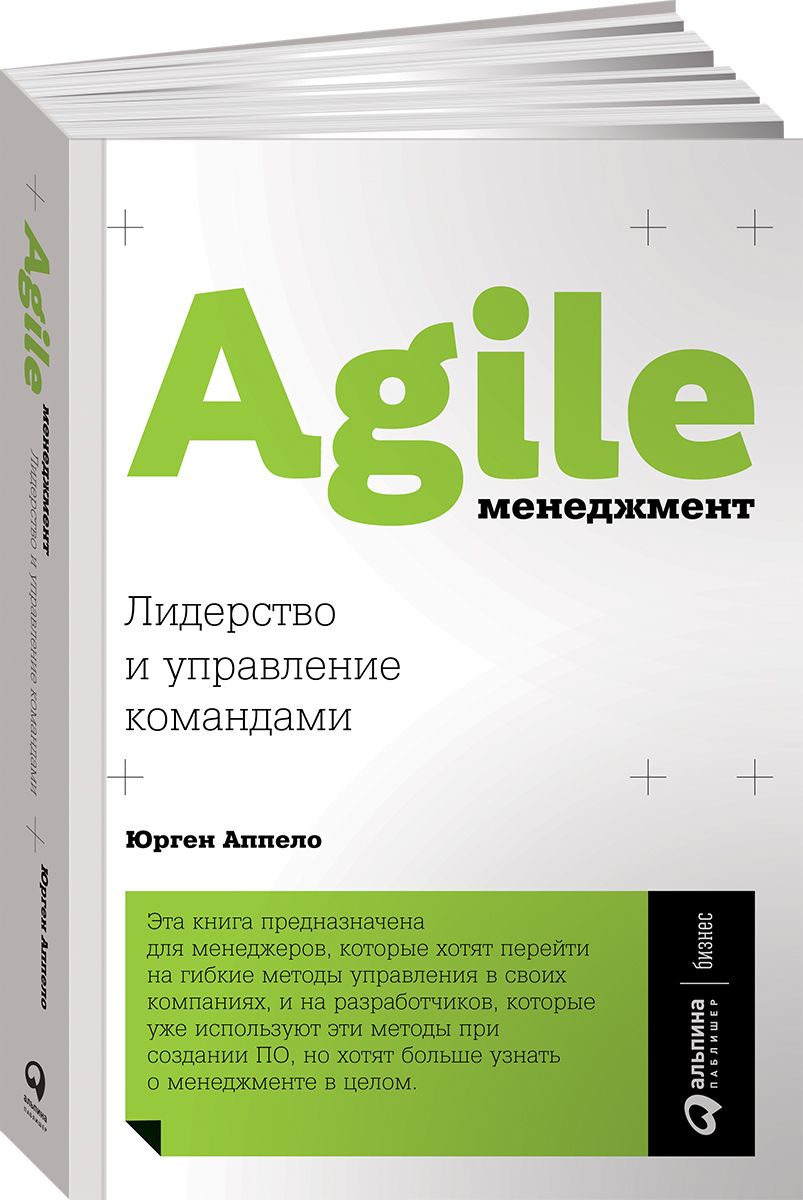 Agile
менеджмент
Лидерство
и управление
командами
Юрген Аппело
Эта книга предназначена
для менеджеров, которые хотят перейти
на гибкие методы управления в своих
компаниях, и на разработчиков, которые
уже используют эти методы при
создании ПО, но хотят больше узнать
о менеджменте в целом.
альпина
ПАБЛИШЕР
бизнес
Agile
менеджмент
Лидерство и управление командами
Юрген Аппело
альпина
ПАБЛИШЕР